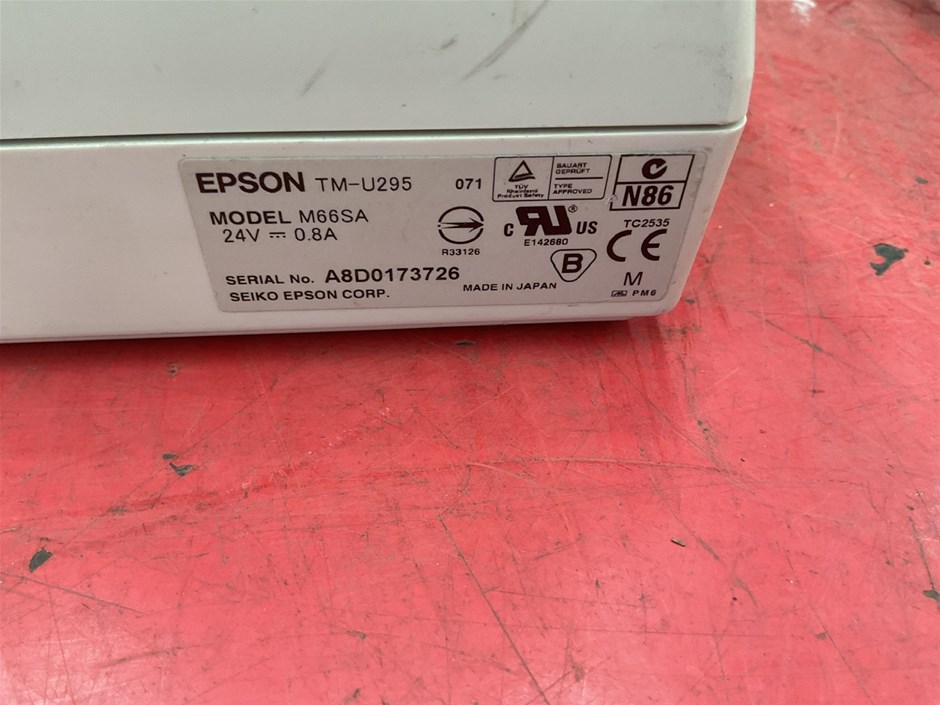 EPSON TM-U295 071
MODEL M66SA
24V ⎓ 0.8A
SERIAL No. A8D0173726
SEIKO EPSON CORP.
MADE IN JAPAN
R33126
TÜV
Rheinland
Product Safety
BAUART
GEPRÜFT
TYPE
APPROVED
C
N86
c RU® US
E142680
TC2535
CE
B
M
PM6